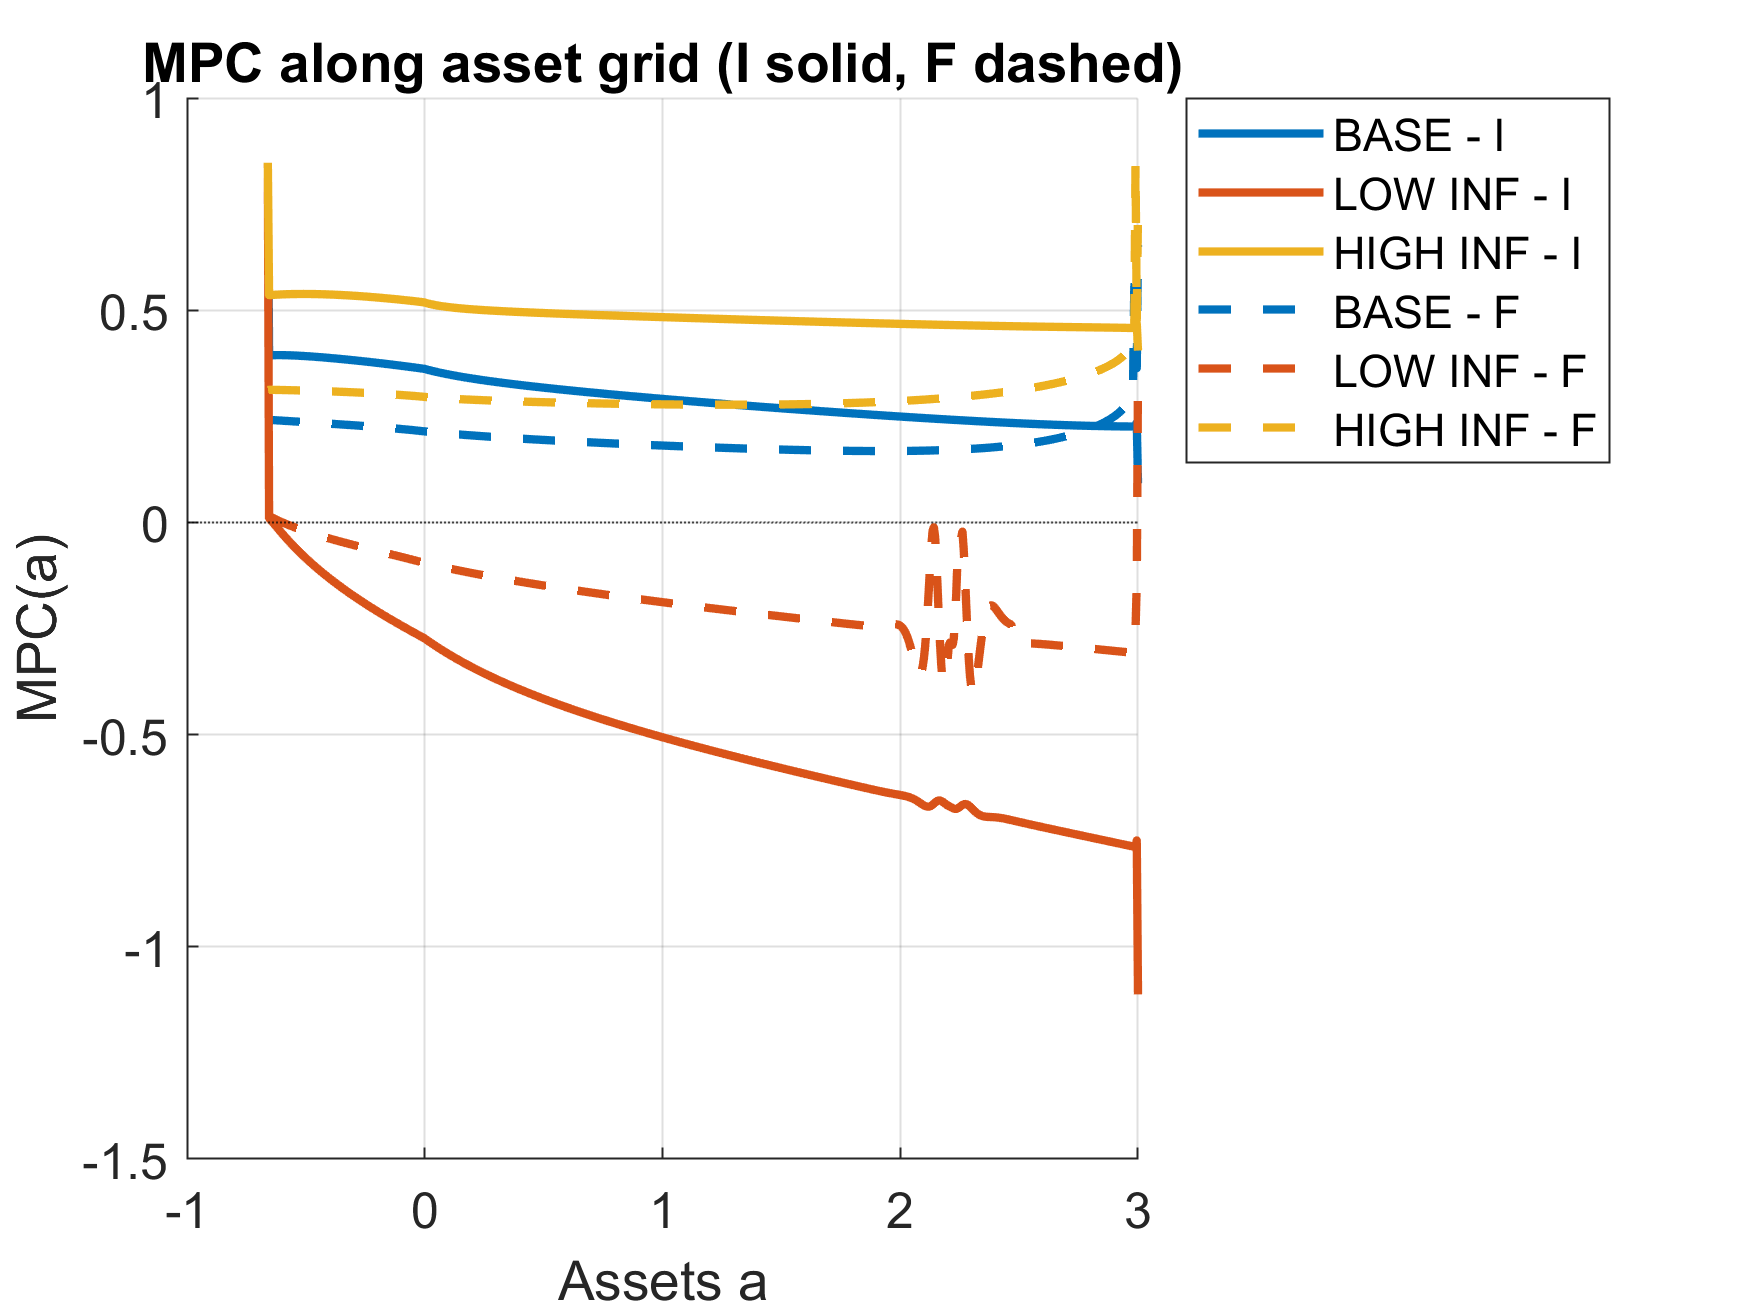 MPC along asset grid (I solid, F dashed)
1
0.5
0
-0.5
-1
-1.5
MPC(a)
-1
0
1
2
3
Assets a
BASE - I
LOW INF - I
HIGH INF - I
BASE - F
LOW INF - F
HIGH INF - F